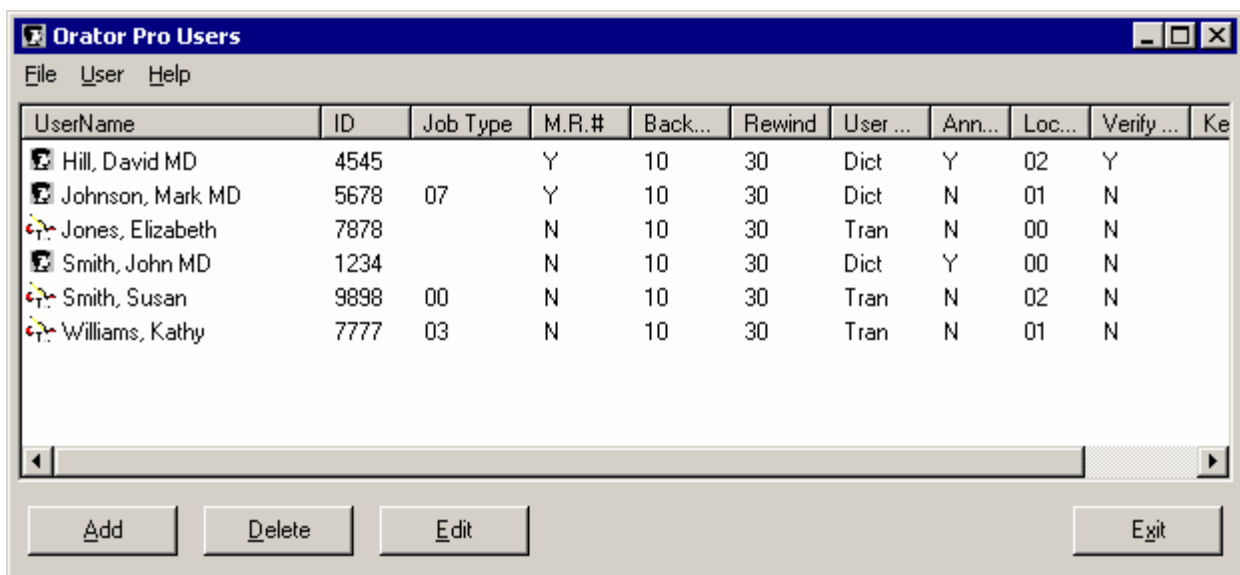 Orator Pro Users
File User Help
UserName ID Job Type M.R.# Back... Rewind User ... Ann... Loc... Verify ... Ke
Hill, David MD 4545 Y 10 30 Dict Y 02 Y
Johnson, Mark MD 5678 07 Y 10 30 Dict N 01 N
Jones, Elizabeth 7878 N 10 30 Tran N 00 N
Smith, John MD 1234 N 10 30 Dict Y 00 N
Smith, Susan 9898 00 N 10 30 Tran N 02 N
Williams, Kathy 7777 03 N 10 30 Tran N 01 N
Add Delete Edit Exit